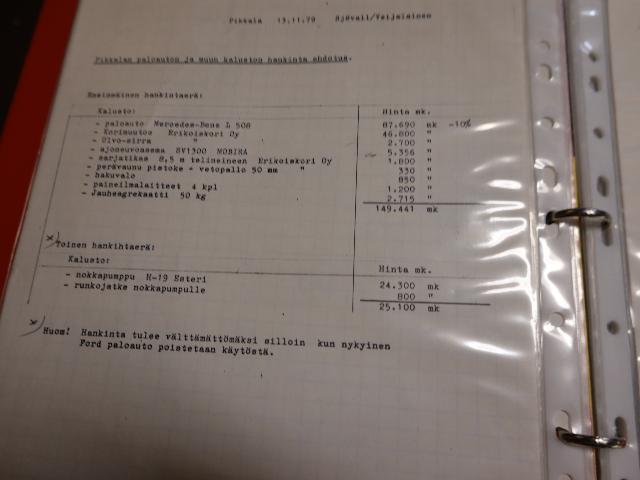 Pikkala 13.11.79 Sjövall/Veijalainen
Pikkalan paloauton ja muun kaluston hankinta ehdotus.
Ensimmäinen hankintaerä:
Kalusto: Hinta mk.
- paloauto Mercedes-Benz L 508 87.690 mk -10%
- Korimuutos Erikoiskori Oy 46.800 "
- Ulvo-sirra " 2.700 "
- ajoneuvoasema SV1300 MOBIRA 5.356 "
- sarjatikas 8,5 m telineineen Erikoiskori Oy 1.800 "
- perävaunu pistoke + vetopallo 50 mm " 330 "
- hakuvalo 850 "
- paineilmalaitteet 4 kpl 1.200 "
- Jauheagrekaatti 50 kg 2.715 "
149.441 mk
x) Toinen hankintaerä:
Kalusto: Hinta mk.
- nokkapumppu H-19 Esteri 24.300 mk
- runkojatke nokkapumpulle 800 "
25.100 mk
x) Huom! Hankinta tulee välttämättömäksi silloin kun nykyinen
Ford paloauto poistetaan käytöstä.